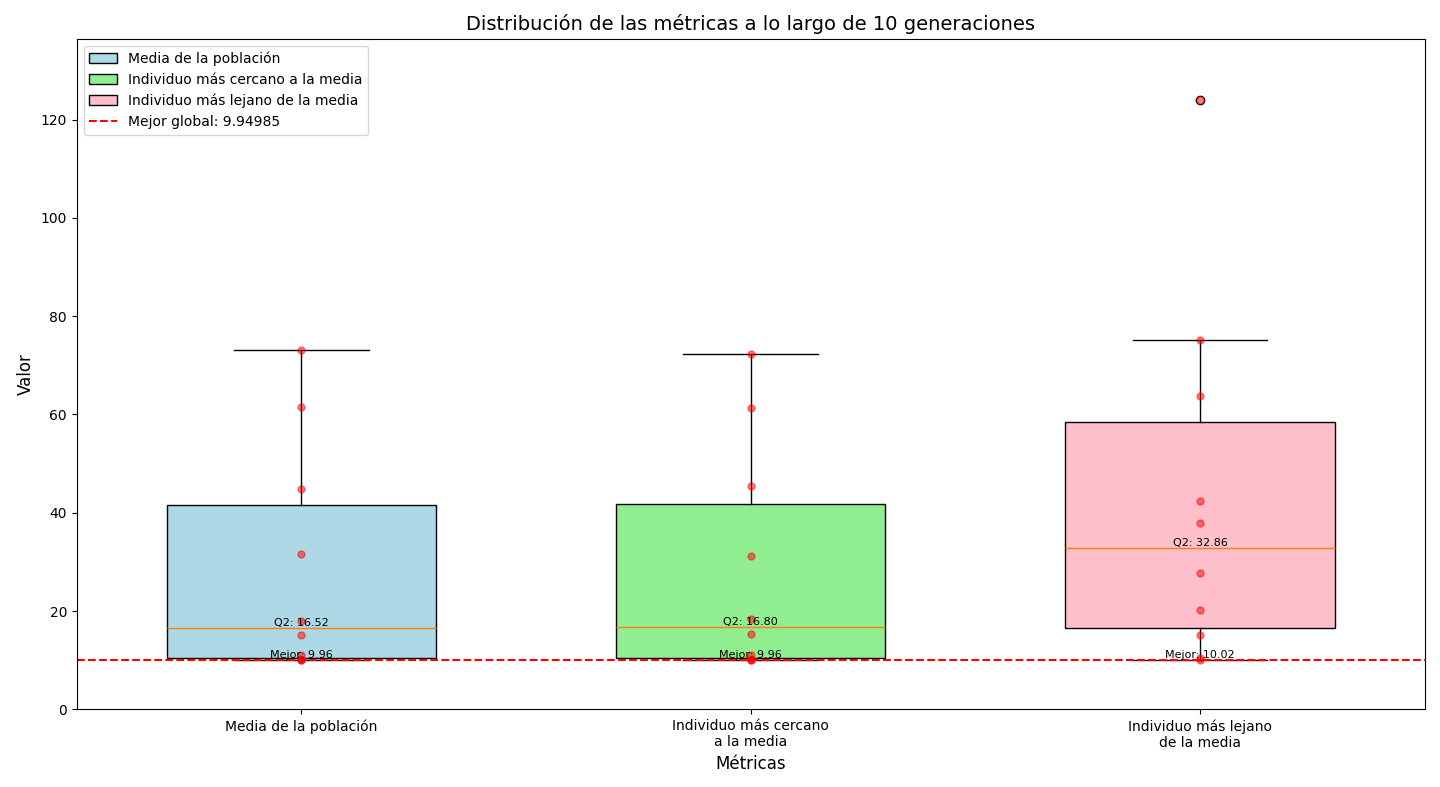 Distribución de las métricas a lo largo de 10 generaciones
Media de la población
Individuo más cercano a la media
Individuo más lejano de la media
Mejor global: 9.94985
Valor
120
100
80
60
40
20
0
Q2: 16.52
Mejor: 9.96
Q2: 16.80
Mejor: 9.96
Q2: 32.86
Mejor: 10.02
Media de la población
Individuo más cercano
a la media
Individuo más lejano
de la media
Métricas